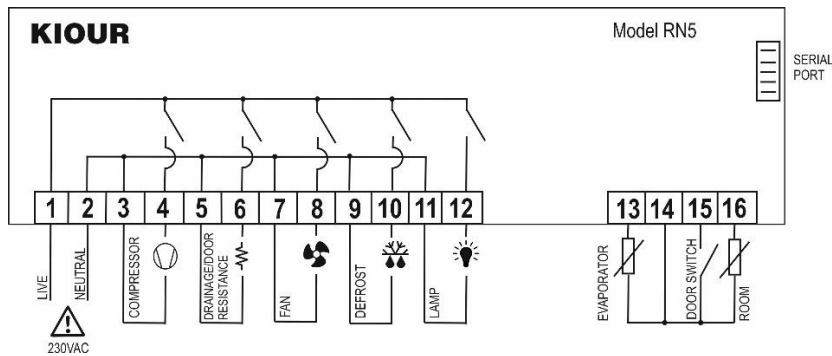 KIOUR
Model RN5
SERIAL
PORT
1 2 3 4 5 6 7 8 9 10 11 12 13 14 15 16
LIVE
NEUTRAL
COMPRESSOR
DRAINAGE/DOOR
RESISTANCE
FAN
DEFROST
LAMP
EVAPORATOR
DOOR SWITCH
ROOM
230VAC